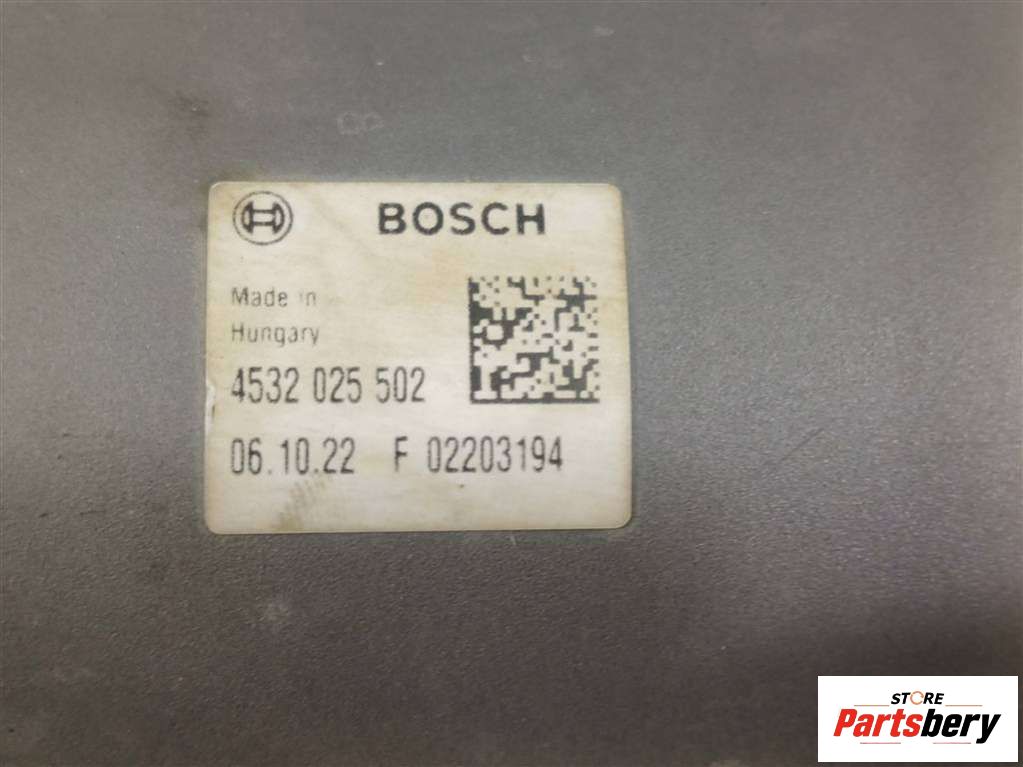 BOSCH
Made in
Hungary
4532 025 502
06.10.22 F 02203194
STORE
Partsbery